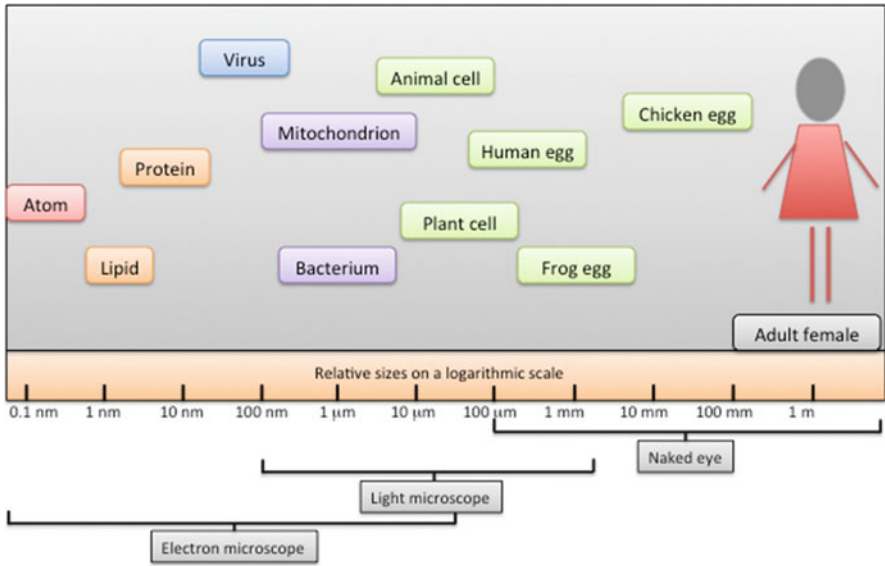 Virus
Animal cell
Chicken egg
Mitochondrion
Human egg
Protein
Atom
Plant cell
Lipid
Bacterium
Frog egg
Adult female
Relative sizes on a logarithmic scale
0.1 nm 1 nm 10 nm 100 nm 1 μm 10 μm 100 μm 1 mm 10 mm 100 mm 1 m
Naked eye
Light microscope
Electron microscope